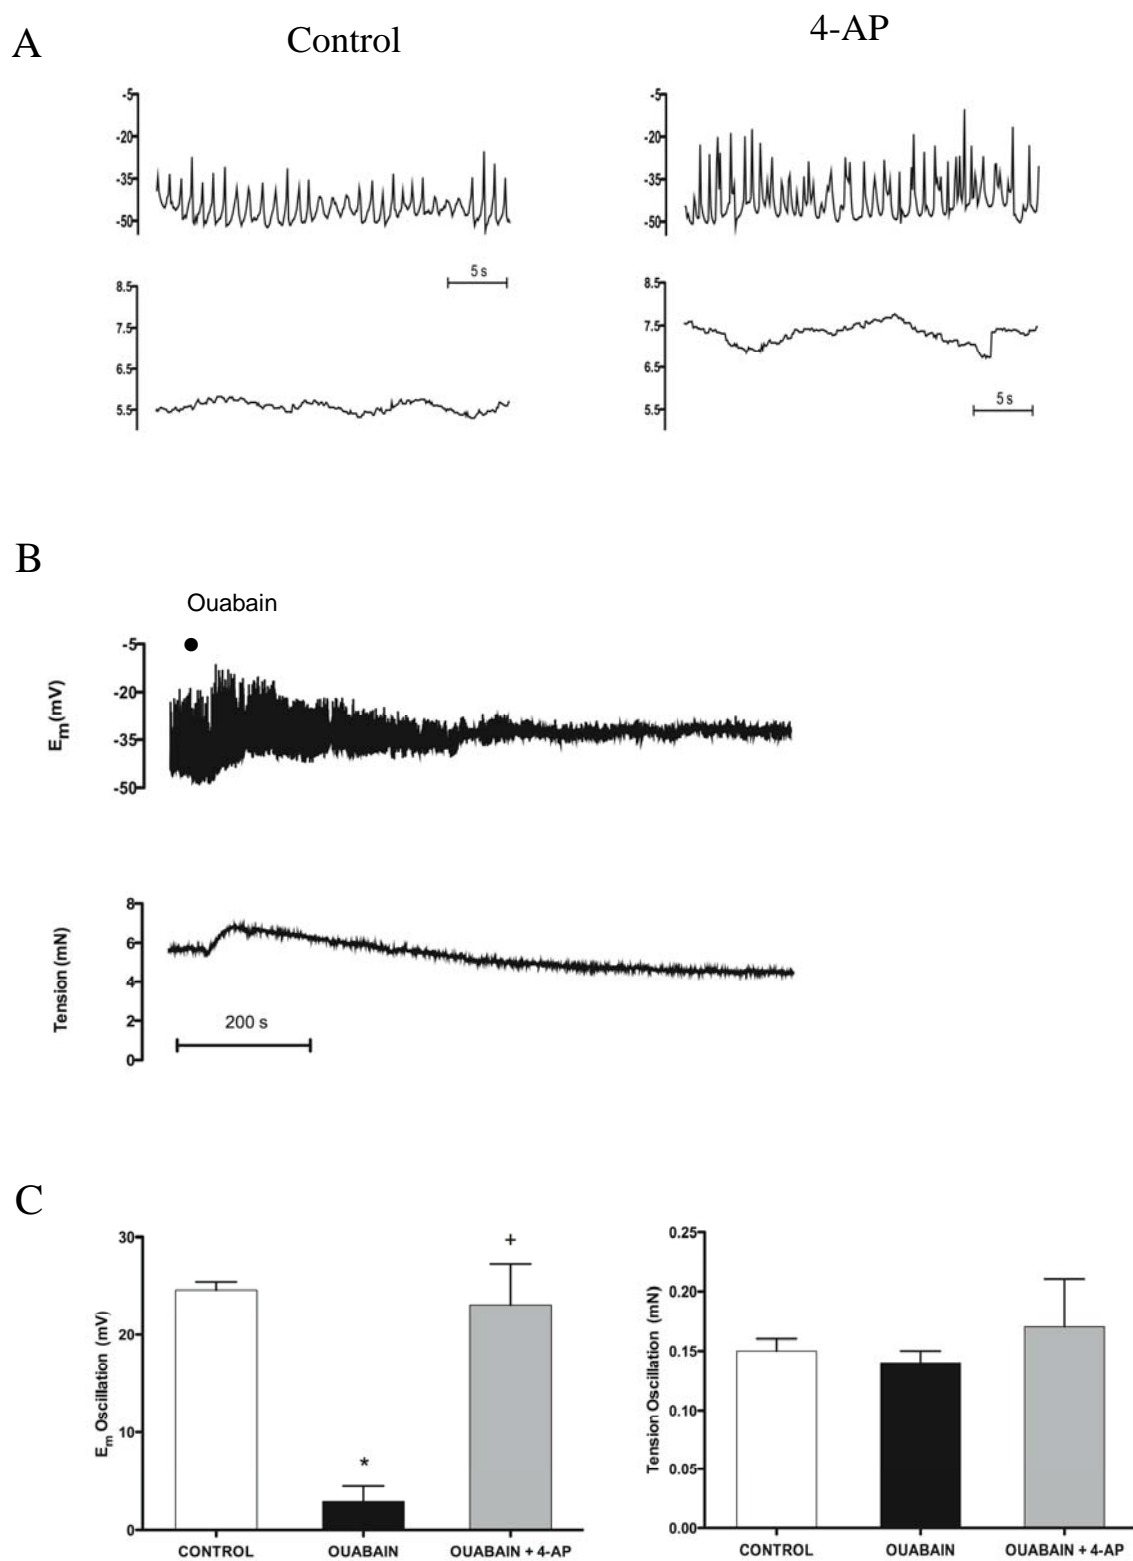 A
Control
4-AP
-5
-20
-35
-50
5 s
8.5
7.5
6.5
5.5
-5
-20
-35
-50
8.5
7.5
6.5
5.5
5 s
B
Ouabain
-5
-20
-35
-50
Em(mV)
8
6
4
2
0
Tension (mN)
200 s
C
30
20
10
0
Em Oscillation (mV)
*
+
CONTROL
OUABAIN
OUABAIN + 4-AP
0.25
0.20
0.15
0.10
0.05
0.00
Tension Oscillation (mN)
CONTROL
OUABAIN
OUABAIN + 4-AP